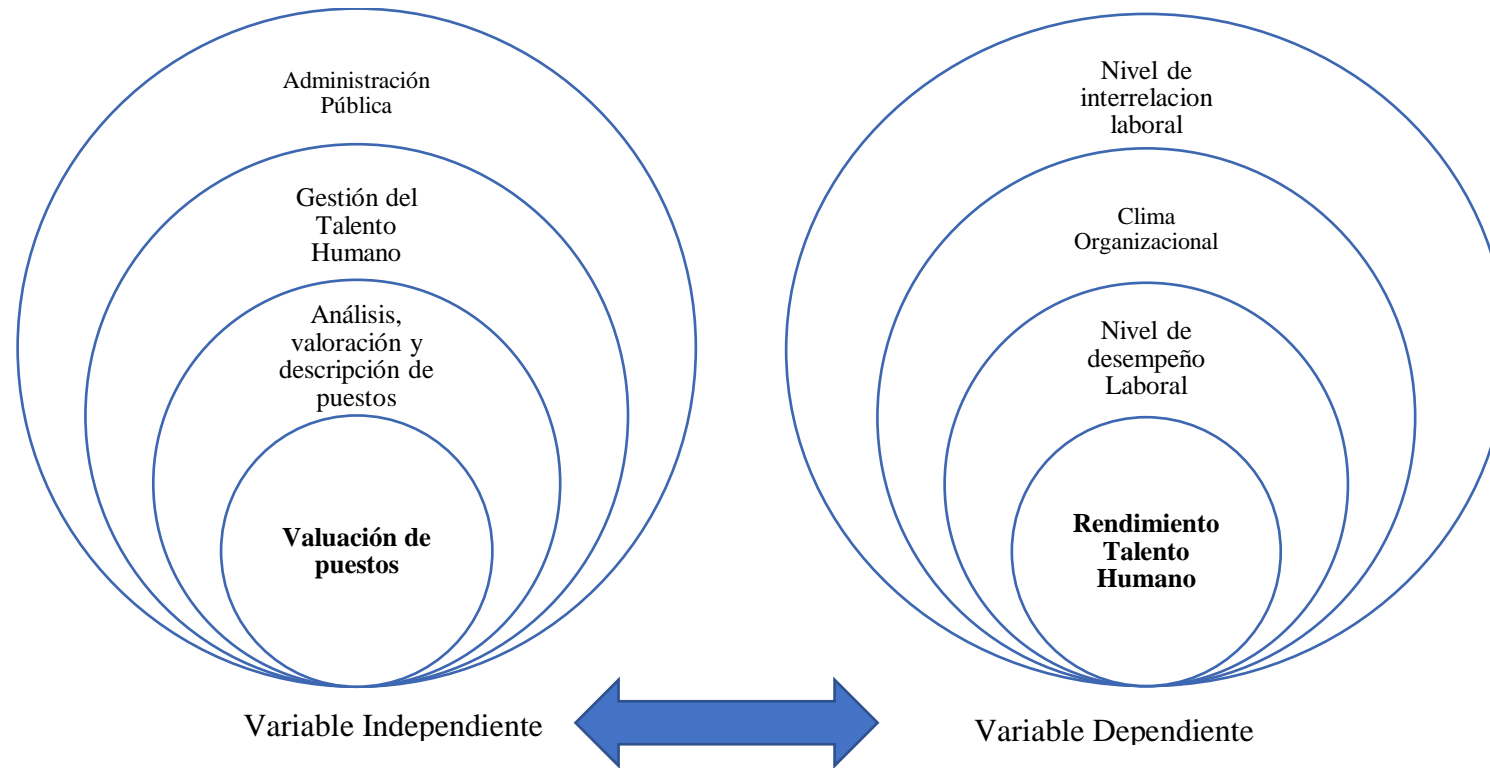 Administración
Pública
Gestión del
Talento
Humano
Análisis,
valoración y
descripción de
puestos
Valuación de
puestos
Variable Independiente
Nivel de
interrelacion
laboral
Clima
Organizacional
Nivel de
desempeño
Laboral
Rendimiento
Talento
Humano
Variable Dependiente